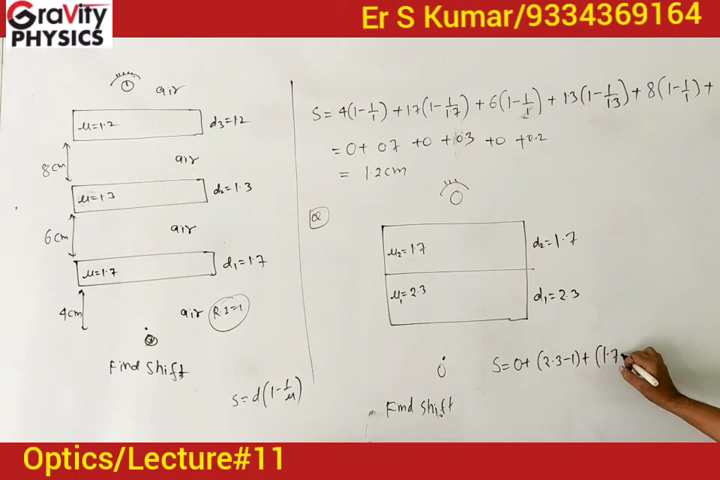 GRaVity
PHYSICS
Er S Kumar/9334369164
air
μ=1.2
d₃=1.2
8cm
air
μ=1.3
d₂=1.3
6cm
air
μ=1.7
d₁=1.7
4cm
air
R.I=1
Find Shift
S=d(1-1/μ)
S=4(1-1/1)+1.7(1-1/1.7)+6(1-1/1)+1.3(1-1/1.3)+8(1-1/1)+
=0+0.7+0+0.3+0+0.2
=1.2cm
Q
μ₂=1.7
d₂=1.7
μ₁=2.3
d₁=2.3
O
S=0+(2.3-1)+(1.7
Find Shift
Optics/Lecture#11